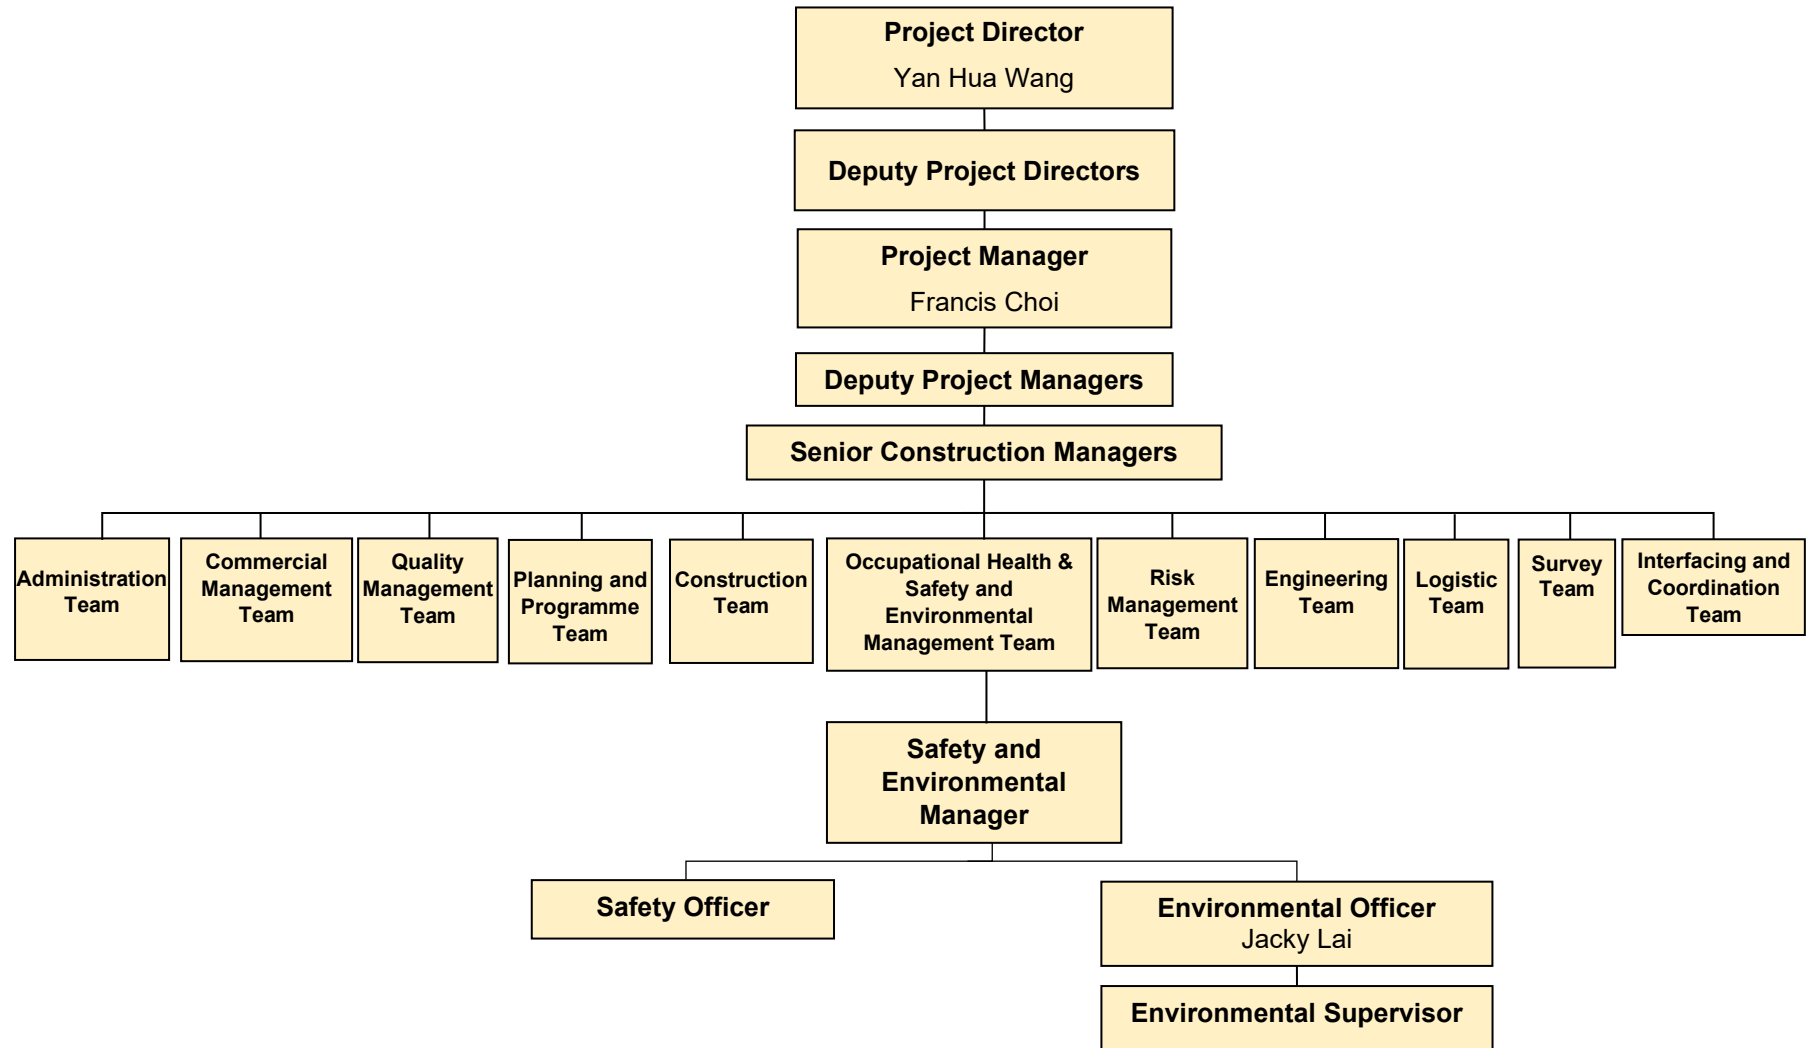 Project Director
Yan Hua Wang
Deputy Project Directors
Project Manager
Francis Choi
Deputy Project Managers
Senior Construction Managers
Administration
Team
Commercial
Management
Team
Quality
Management
Team
Planning and
Programme
Team
Construction
Team
Occupational Health &
Safety and
Environmental
Management Team
Risk
Management
Team
Engineering
Team
Logistic
Team
Survey
Team
Interfacing and
Coordination
Team
Safety and
Environmental
Manager
Safety Officer
Environmental Officer
Jacky Lai
Environmental Supervisor